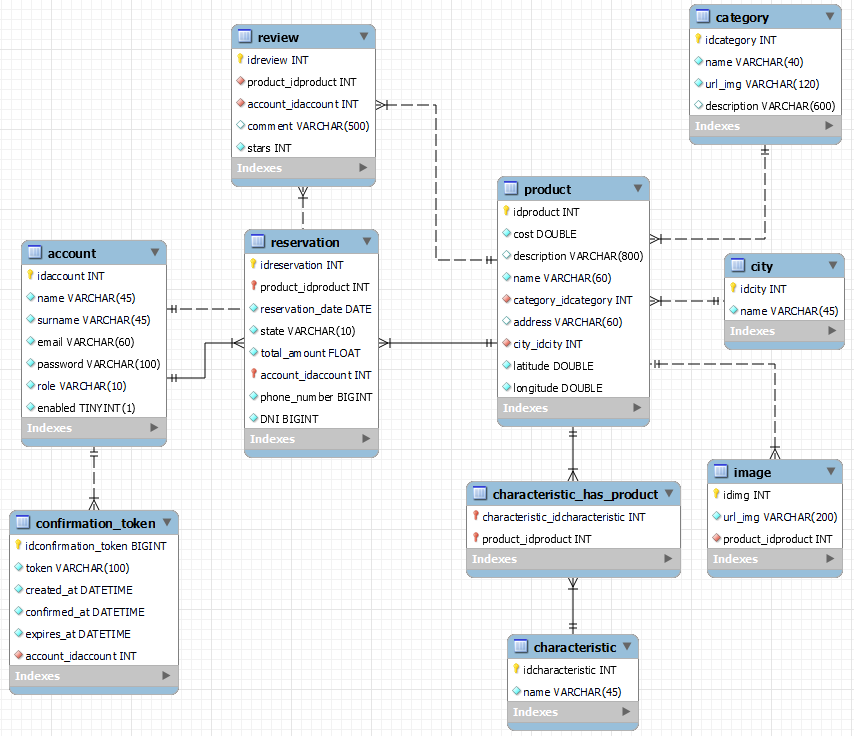 review
idreview INT
product_idproduct INT
account_idaccount INT
comment VARCHAR(500)
stars INT
Indexes
category
idcategory INT
name VARCHAR(40)
url_img VARCHAR(120)
description VARCHAR(600)
Indexes
account
idaccount INT
name VARCHAR(45)
surname VARCHAR(45)
email VARCHAR(60)
password VARCHAR(100)
role VARCHAR(10)
enabled TINYINT(1)
Indexes
reservation
idreservation INT
product_idproduct INT
reservation_date DATE
state VARCHAR(10)
total_amount FLOAT
account_idaccount INT
phone_number BIGINT
DNI BIGINT
Indexes
product
idproduct INT
cost DOUBLE
description VARCHAR(800)
name VARCHAR(60)
category_idcategory INT
address VARCHAR(60)
city_idcity INT
latitude DOUBLE
longitude DOUBLE
Indexes
city
idcity INT
name VARCHAR(45)
Indexes
confirmation_token
idconfirmation_token BIGINT
token VARCHAR(100)
created_at DATETIME
confirmed_at DATETIME
expires_at DATETIME
account_idaccount INT
Indexes
characteristic_has_product
characteristic_idcharacteristic INT
product_idproduct INT
Indexes
image
idimg INT
url_img VARCHAR(200)
product_idproduct INT
Indexes
characteristic
idcharacteristic INT
name VARCHAR(45)
Indexes